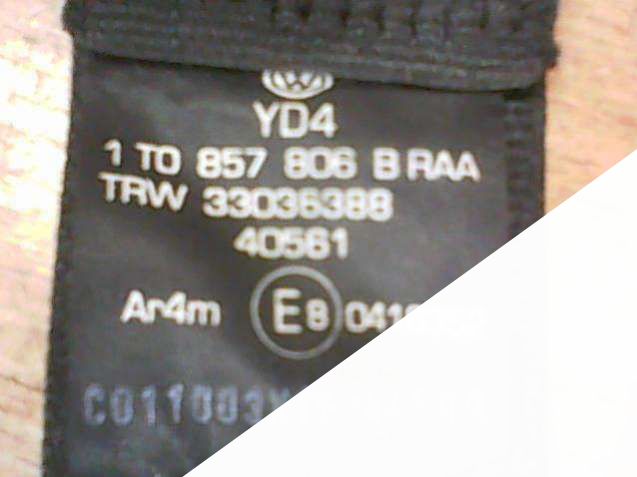 YD4
1 T0 857 806 B RAA
TRW 33036388
40561
Ar4m E8